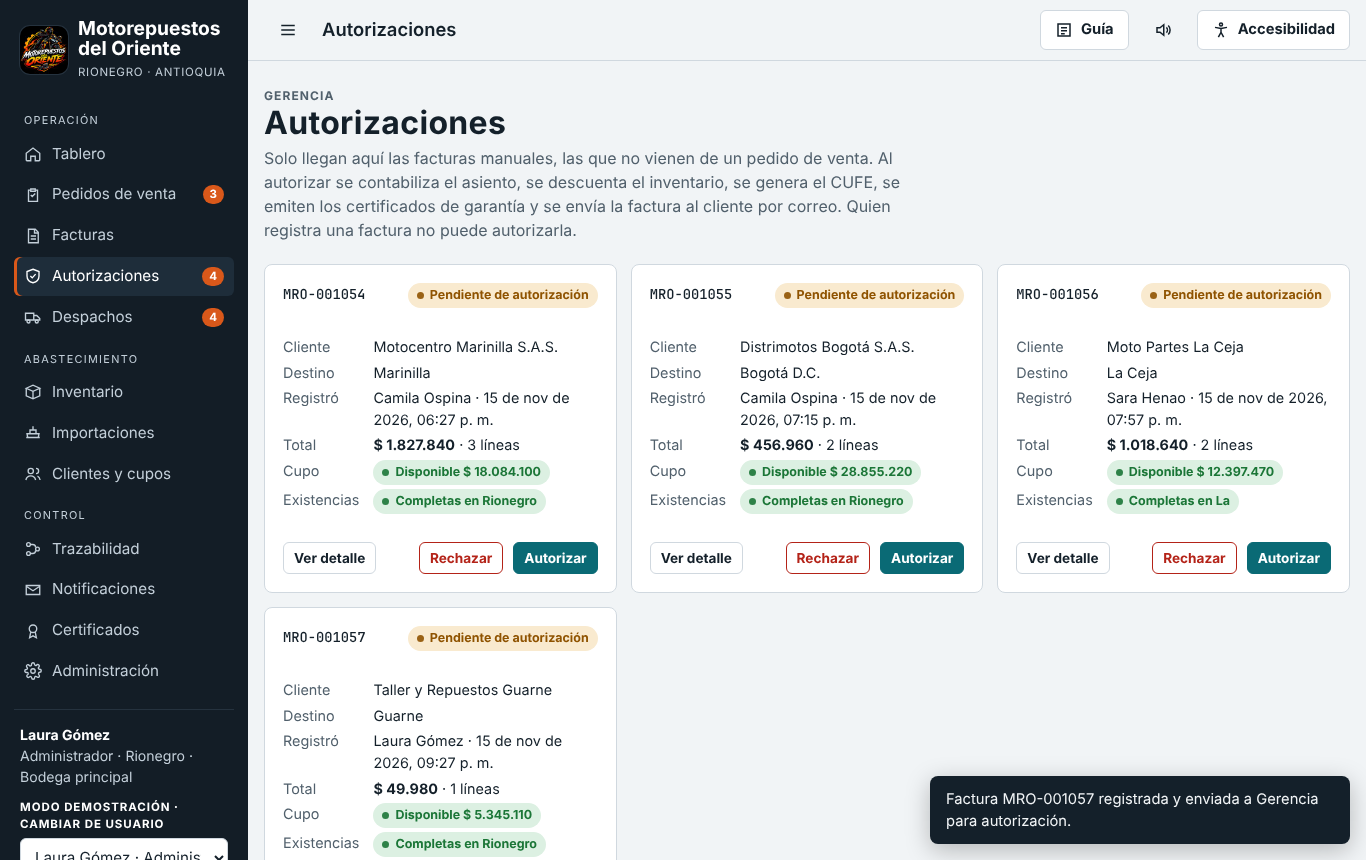 Motorepuestos
del Oriente
RIONEGRO · ANTIOQUIA
OPERACIÓN
Tablero
Pedidos de venta 3
Facturas
Autorizaciones 4
Despachos 4
ABASTECIMIENTO
Inventario
Importaciones
Clientes y cupos
CONTROL
Trazabilidad
Notificaciones
Certificados
Administración
Laura Gómez
Administrador · Rionegro ·
Bodega principal
MODO DEMOSTRACIÓN ·
CAMBIAR DE USUARIO
Laura Gómez · Adminis
Autorizaciones
Guía
Accesibilidad
GERENCIA
Autorizaciones
Solo llegan aquí las facturas manuales, las que no vienen de un pedido de venta. Al
autorizar se contabiliza el asiento, se descuenta el inventario, se genera el CUFE, se
emiten los certificados de garantía y se envía la factura al cliente por correo. Quien
registra una factura no puede autorizarla.
MRO-001054 Pendiente de autorización
Cliente Motocentro Marinilla S.A.S.
Destino Marinilla
Registró Camila Ospina · 15 de nov de
2026, 06:27 p. m.
Total $ 1.827.840 · 3 líneas
Cupo Disponible $ 18.084.100
Existencias Completas en Rionegro
Ver detalle Rechazar Autorizar
MRO-001055 Pendiente de autorización
Cliente Distrimotos Bogotá S.A.S.
Destino Bogotá D.C.
Registró Camila Ospina · 15 de nov de
2026, 07:15 p. m.
Total $ 456.960 · 2 líneas
Cupo Disponible $ 28.855.220
Existencias Completas en Rionegro
Ver detalle Rechazar Autorizar
MRO-001056 Pendiente de autorización
Cliente Moto Partes La Ceja
Destino La Ceja
Registró Sara Henao · 15 de nov de 2026,
07:57 p. m.
Total $ 1.018.640 · 2 líneas
Cupo Disponible $ 12.397.470
Existencias Completas en La
Ver detalle Rechazar Autorizar
MRO-001057 Pendiente de autorización
Cliente Taller y Repuestos Guarne
Destino Guarne
Registró Laura Gómez · 15 de nov de
2026, 09:27 p. m.
Total $ 49.980 · 1 líneas
Cupo Disponible $ 5.345.110
Existencias Completas en Rionegro
Factura MRO-001057 registrada y enviada a Gerencia
para autorización.